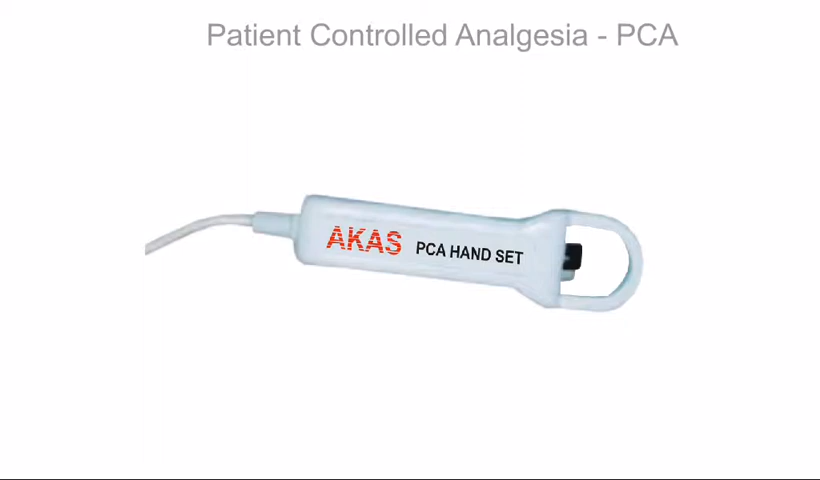 Patient Controlled Analgesia - PCA
AKAS PCA HAND SET